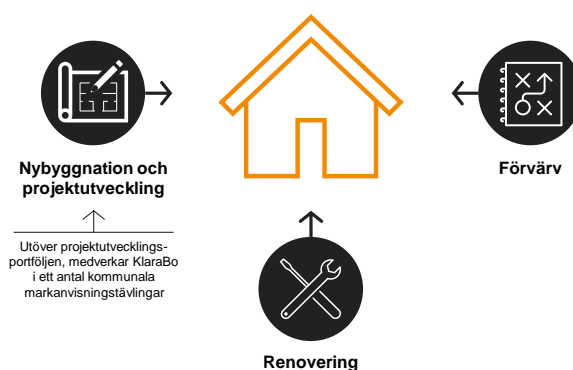 Nybyggnation och
projektutveckling
Utöver projektutvecklings-
portföljen, medverkar KlaraBo
i ett antal kommunala
markanvisningstävlingar
Förvärv
Renovering